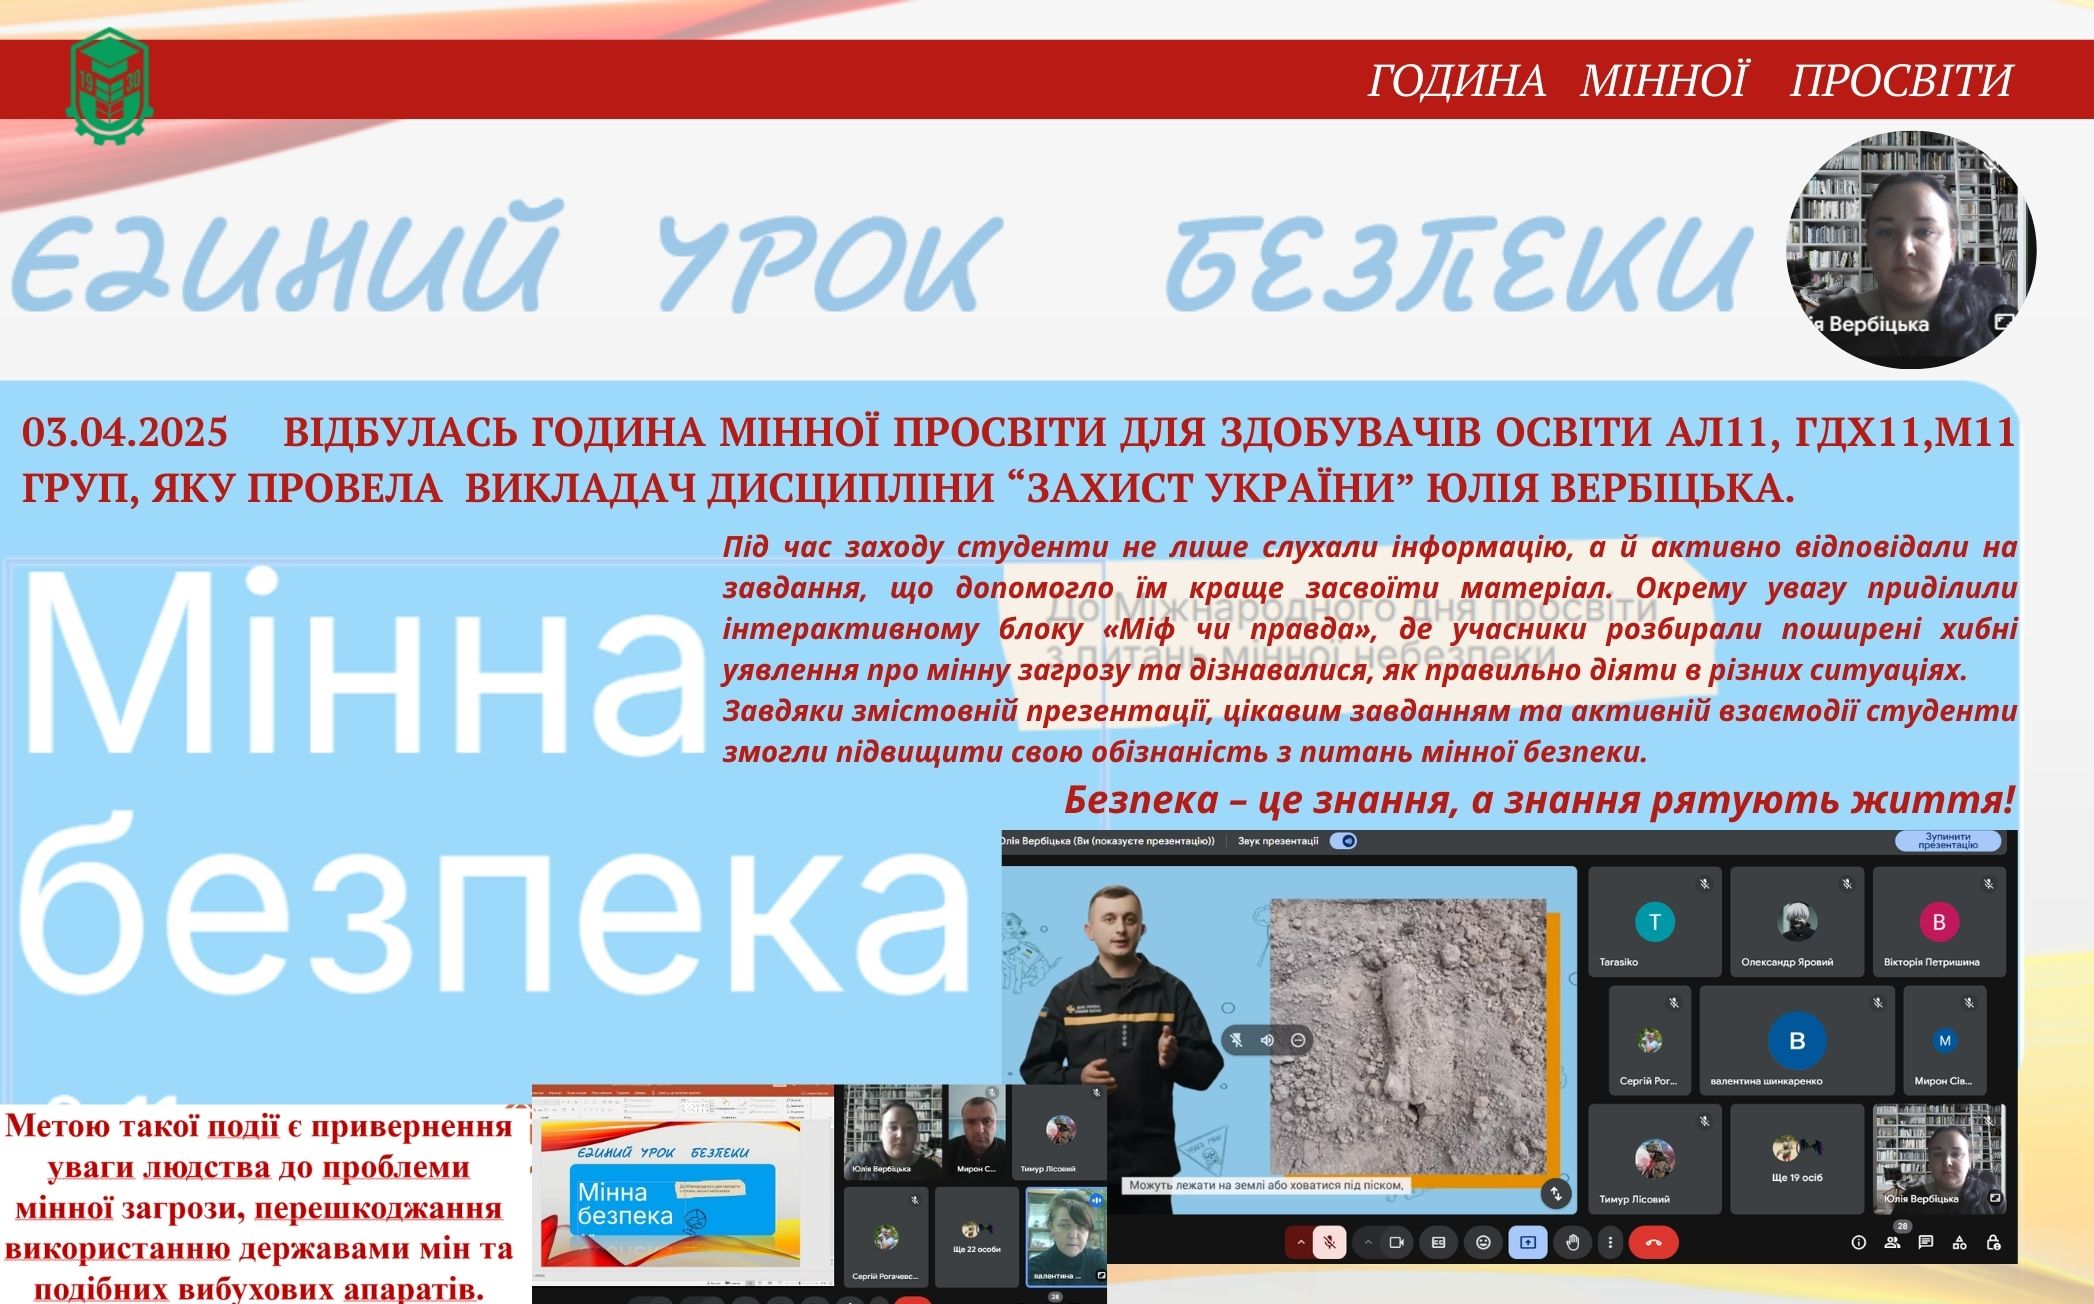 1930
ГОДИНА МІННОЇ ПРОСВІТИ
ЄДИНИЙ УРОК БЕЗПЕКИ
я Вербіцька
03.04.2025 ВІДБУЛАСЬ ГОДИНА МІННОЇ ПРОСВІТИ ДЛЯ ЗДОБУВАЧІВ ОСВІТИ АЛ11, ГДХ11,М11
ГРУП, ЯКУ ПРОВЕЛА ВИКЛАДАЧ ДИСЦИПЛІНИ “ЗАХИСТ УКРАЇНИ” ЮЛІЯ ВЕРБІЦЬКА.
Під час заходу студенти не лише слухали інформацію, а й активно відповідали на
завдання, що допомогло їм краще засвоїти матеріал. Окрему увагу приділили
інтерактивному блоку «Міф чи правда», де учасники розбирали поширені хибні
уявлення про мінну загрозу та дізнавалися, як правильно діяти в різних ситуаціях.
Завдяки змістовній презентації, цікавим завданням та активній взаємодії студенти
змогли підвищити свою обізнаність з питань мінної безпеки.
Безпека – це знання, а знання рятують життя!
До Міжнародного дня просвіти
з питань мінної небезпеки
Мінна
безпека
Юлія Вербіцька (Ви (показуєте презентацію))
Звук презентації
Зупинити
презентацію
T
Tarasiko
Олександр Яровий
В
Вікторія Петришина
Сергій Рог...
В
валентина шинкаренко
М
Мирон Сів...
Тимур Лісовий
Ще 19 осіб
Юлія Вербіцька
Можуть лежати на землі або ховатися під піском,
28
Метою такої події є привернення
уваги людства до проблеми
мінної загрози, перешкоджання
використанню державами мін та
подібних вибухових апаратів.
ЄДИНИЙ УРОК БЕЗПЕКИ
Мінна
безпека
Юлія Вербіцька
Мирон С...
Тимур Лісовий
Сергій Рогачевс...
Ще 22 особи
валентина ...
28